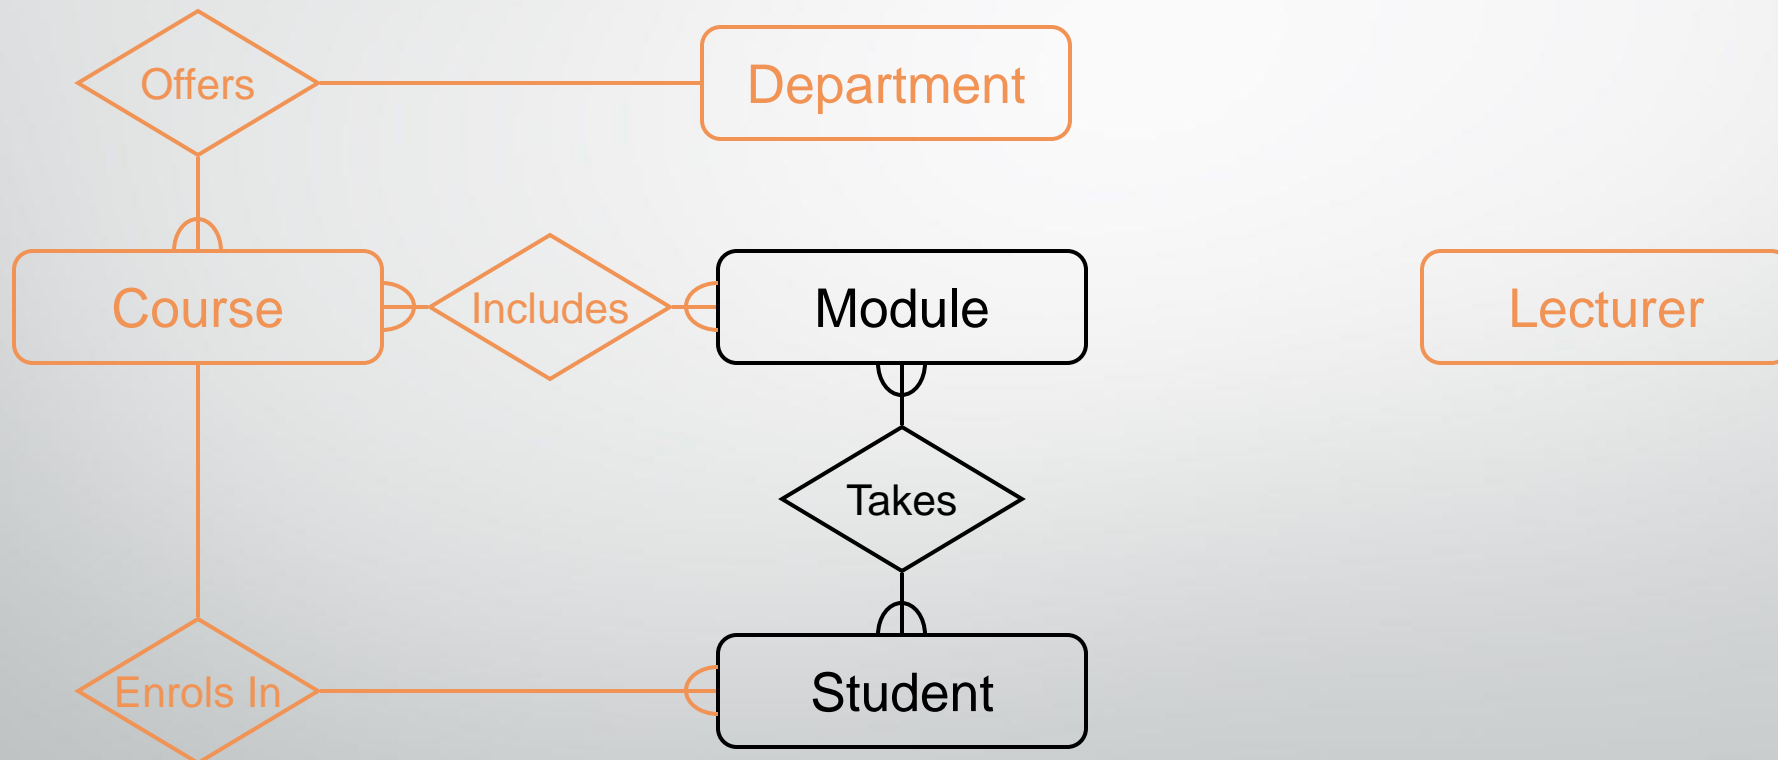 Offers
Department
Course
Includes
Module
Lecturer
Takes
Enrols In
Student